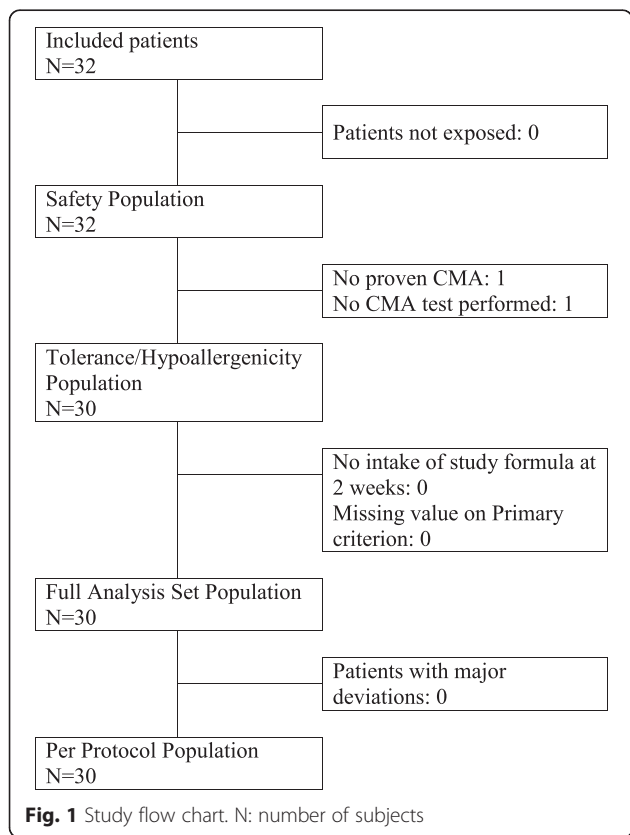 Included patients
N=32
Patients not exposed: 0
Safety Population
N=32
No proven CMA: 1
No CMA test performed: 1
Tolerance/Hypoallergenicity
Population
N=30
No intake of study formula at
2 weeks: 0
Missing value on Primary
criterion: 0
Full Analysis Set Population
N=30
Patients with major
deviations: 0
Per Protocol Population
N=30
Fig. 1 Study flow chart. N: number of subjects